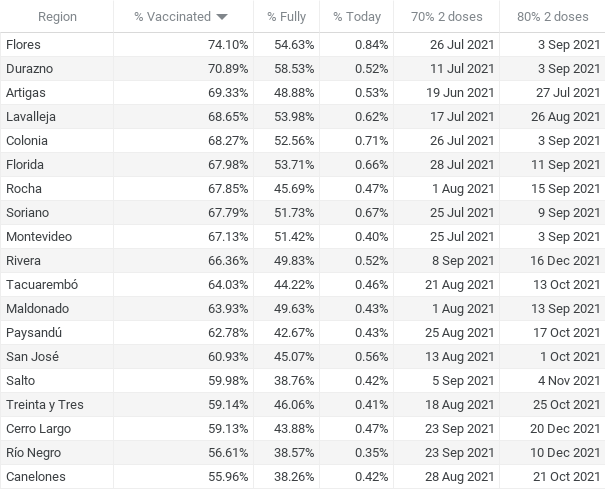 Region % Vaccinated % Fully % Today 70% 2 doses 80% 2 doses
Flores 74.10% 54.63% 0.84% 26 Jul 2021 3 Sep 2021
Durazno 70.89% 58.53% 0.52% 11 Jul 2021 3 Sep 2021
Artigas 69.33% 48.88% 0.53% 19 Jun 2021 27 Jul 2021
Lavalleja 68.65% 53.98% 0.62% 17 Jul 2021 26 Aug 2021
Colonia 68.27% 52.56% 0.71% 26 Jul 2021 3 Sep 2021
Florida 67.98% 53.71% 0.66% 28 Jul 2021 11 Sep 2021
Rocha 67.85% 45.69% 0.47% 1 Aug 2021 15 Sep 2021
Soriano 67.79% 51.73% 0.67% 25 Jul 2021 9 Sep 2021
Montevideo 67.13% 51.42% 0.40% 25 Jul 2021 3 Sep 2021
Rivera 66.36% 49.83% 0.52% 8 Sep 2021 16 Dec 2021
Tacuarembó 64.03% 44.22% 0.46% 21 Aug 2021 13 Oct 2021
Maldonado 63.93% 49.63% 0.43% 1 Aug 2021 13 Sep 2021
Paysandú 62.78% 42.67% 0.43% 25 Aug 2021 17 Oct 2021
San José 60.93% 45.07% 0.56% 13 Aug 2021 1 Oct 2021
Salto 59.98% 38.76% 0.42% 5 Sep 2021 4 Nov 2021
Treinta y Tres 59.14% 46.06% 0.41% 18 Aug 2021 25 Oct 2021
Cerro Largo 59.13% 43.88% 0.47% 23 Sep 2021 20 Dec 2021
Río Negro 56.61% 38.57% 0.35% 23 Sep 2021 10 Dec 2021
Canelones 55.96% 38.26% 0.42% 28 Aug 2021 21 Oct 2021